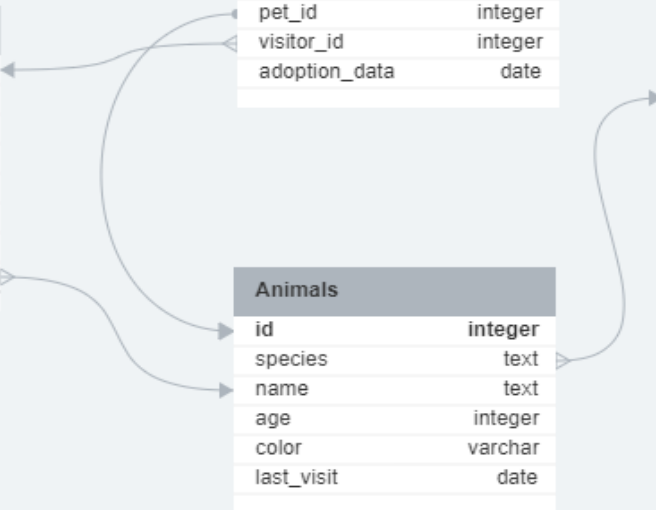 pet_id integer
visitor_id integer
adoption_data date
Animals
id integer
species text
name text
age integer
color varchar
last_visit date